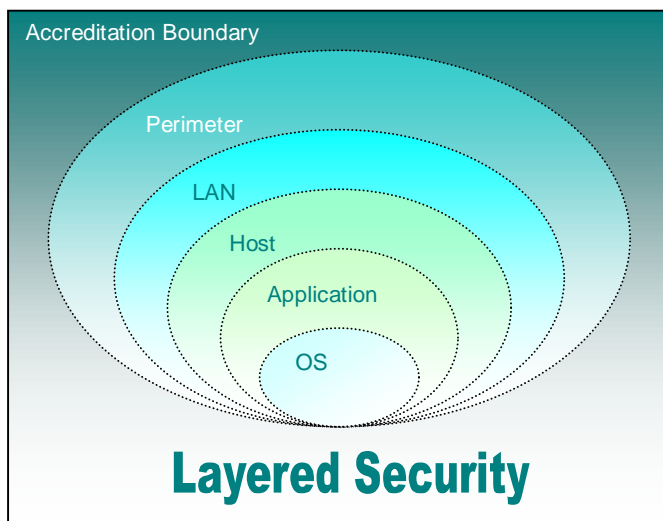 Accreditation Boundary
Perimeter
LAN
Host
Application
OS
Layered Security